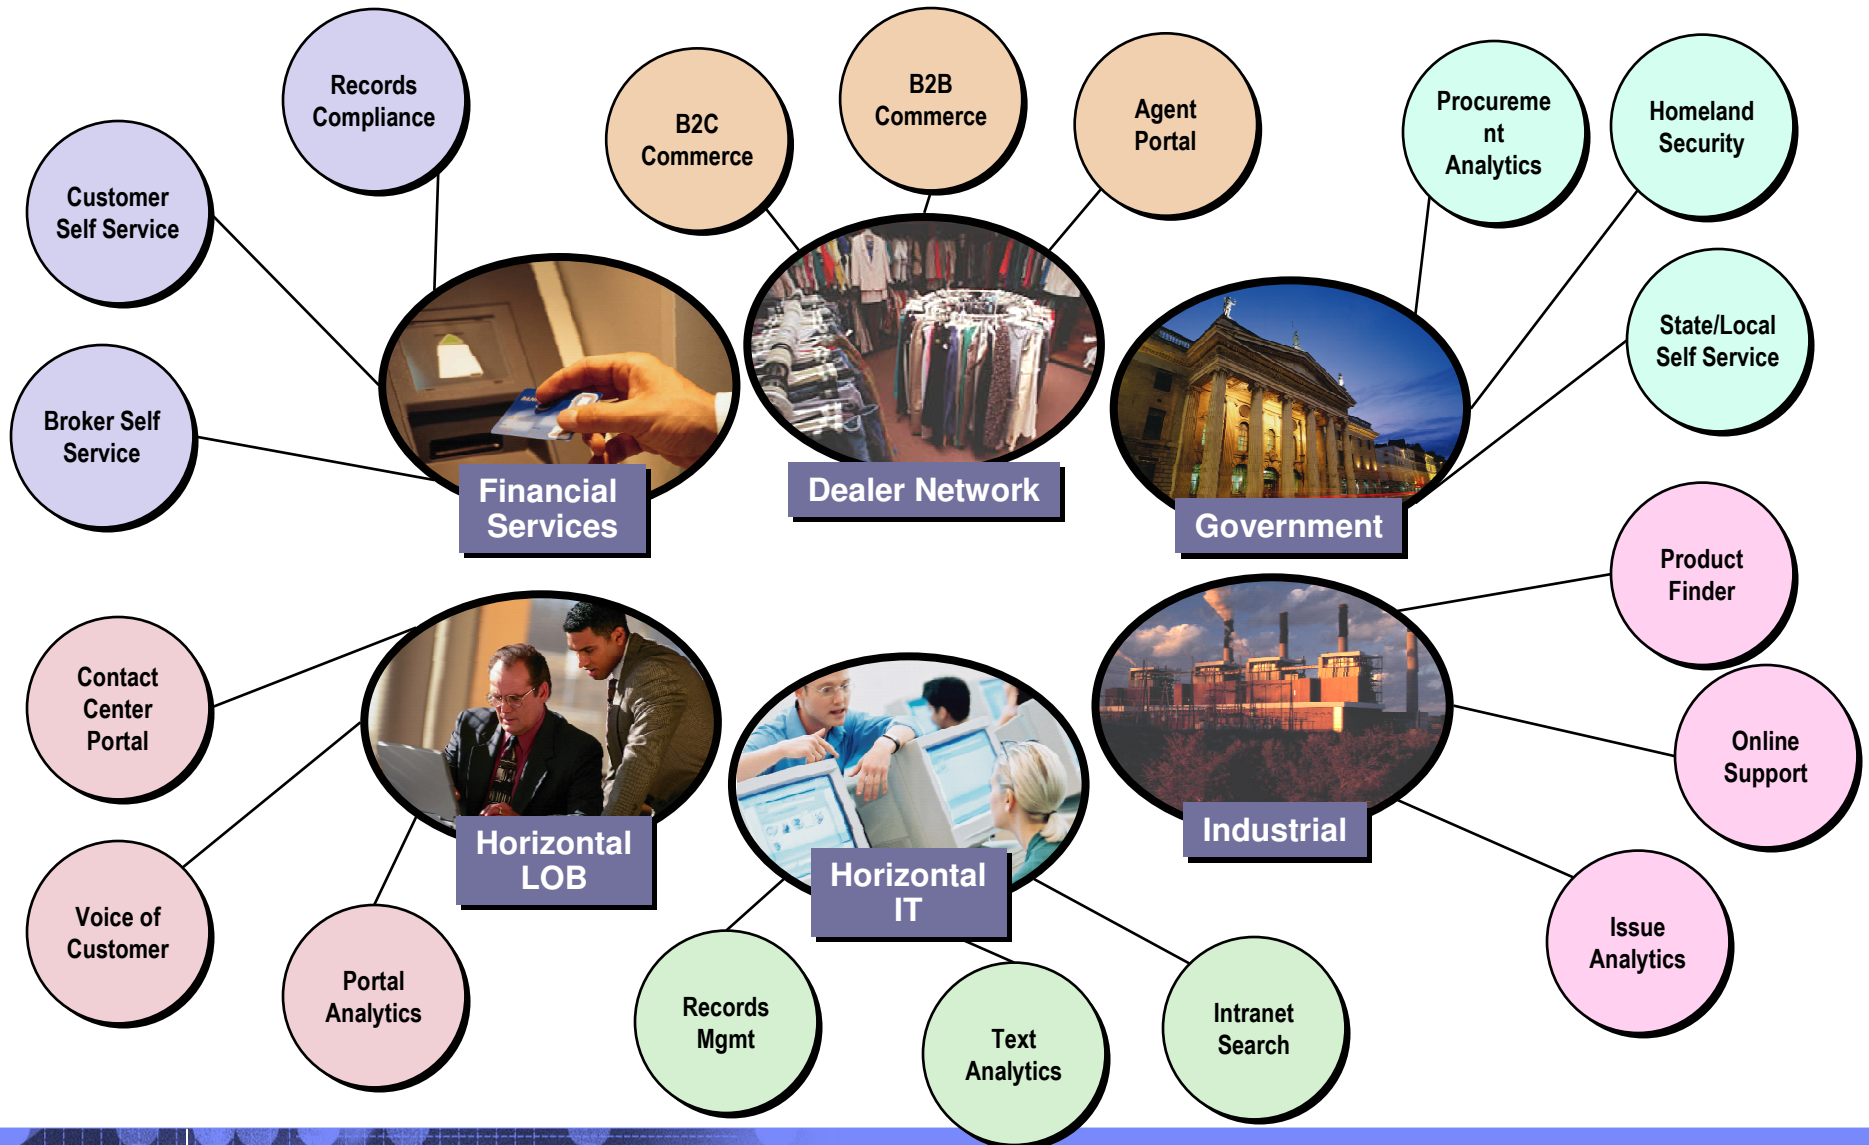 Records
Compliance
B2C
Commerce
B2B
Commerce
Agent
Portal
Procureme
nt
Analytics
Homeland
Security
Customer
Self Service
State/Local
Self Service
Broker Self
Service
Financial
Services
Dealer Network
Government
Product
Finder
Contact
Center
Portal
Online
Support
Horizontal
LOB
Horizontal
IT
Industrial
Voice of
Customer
Portal
Analytics
Records
Mgmt
Text
Analytics
Intranet
Search
Issue
Analytics